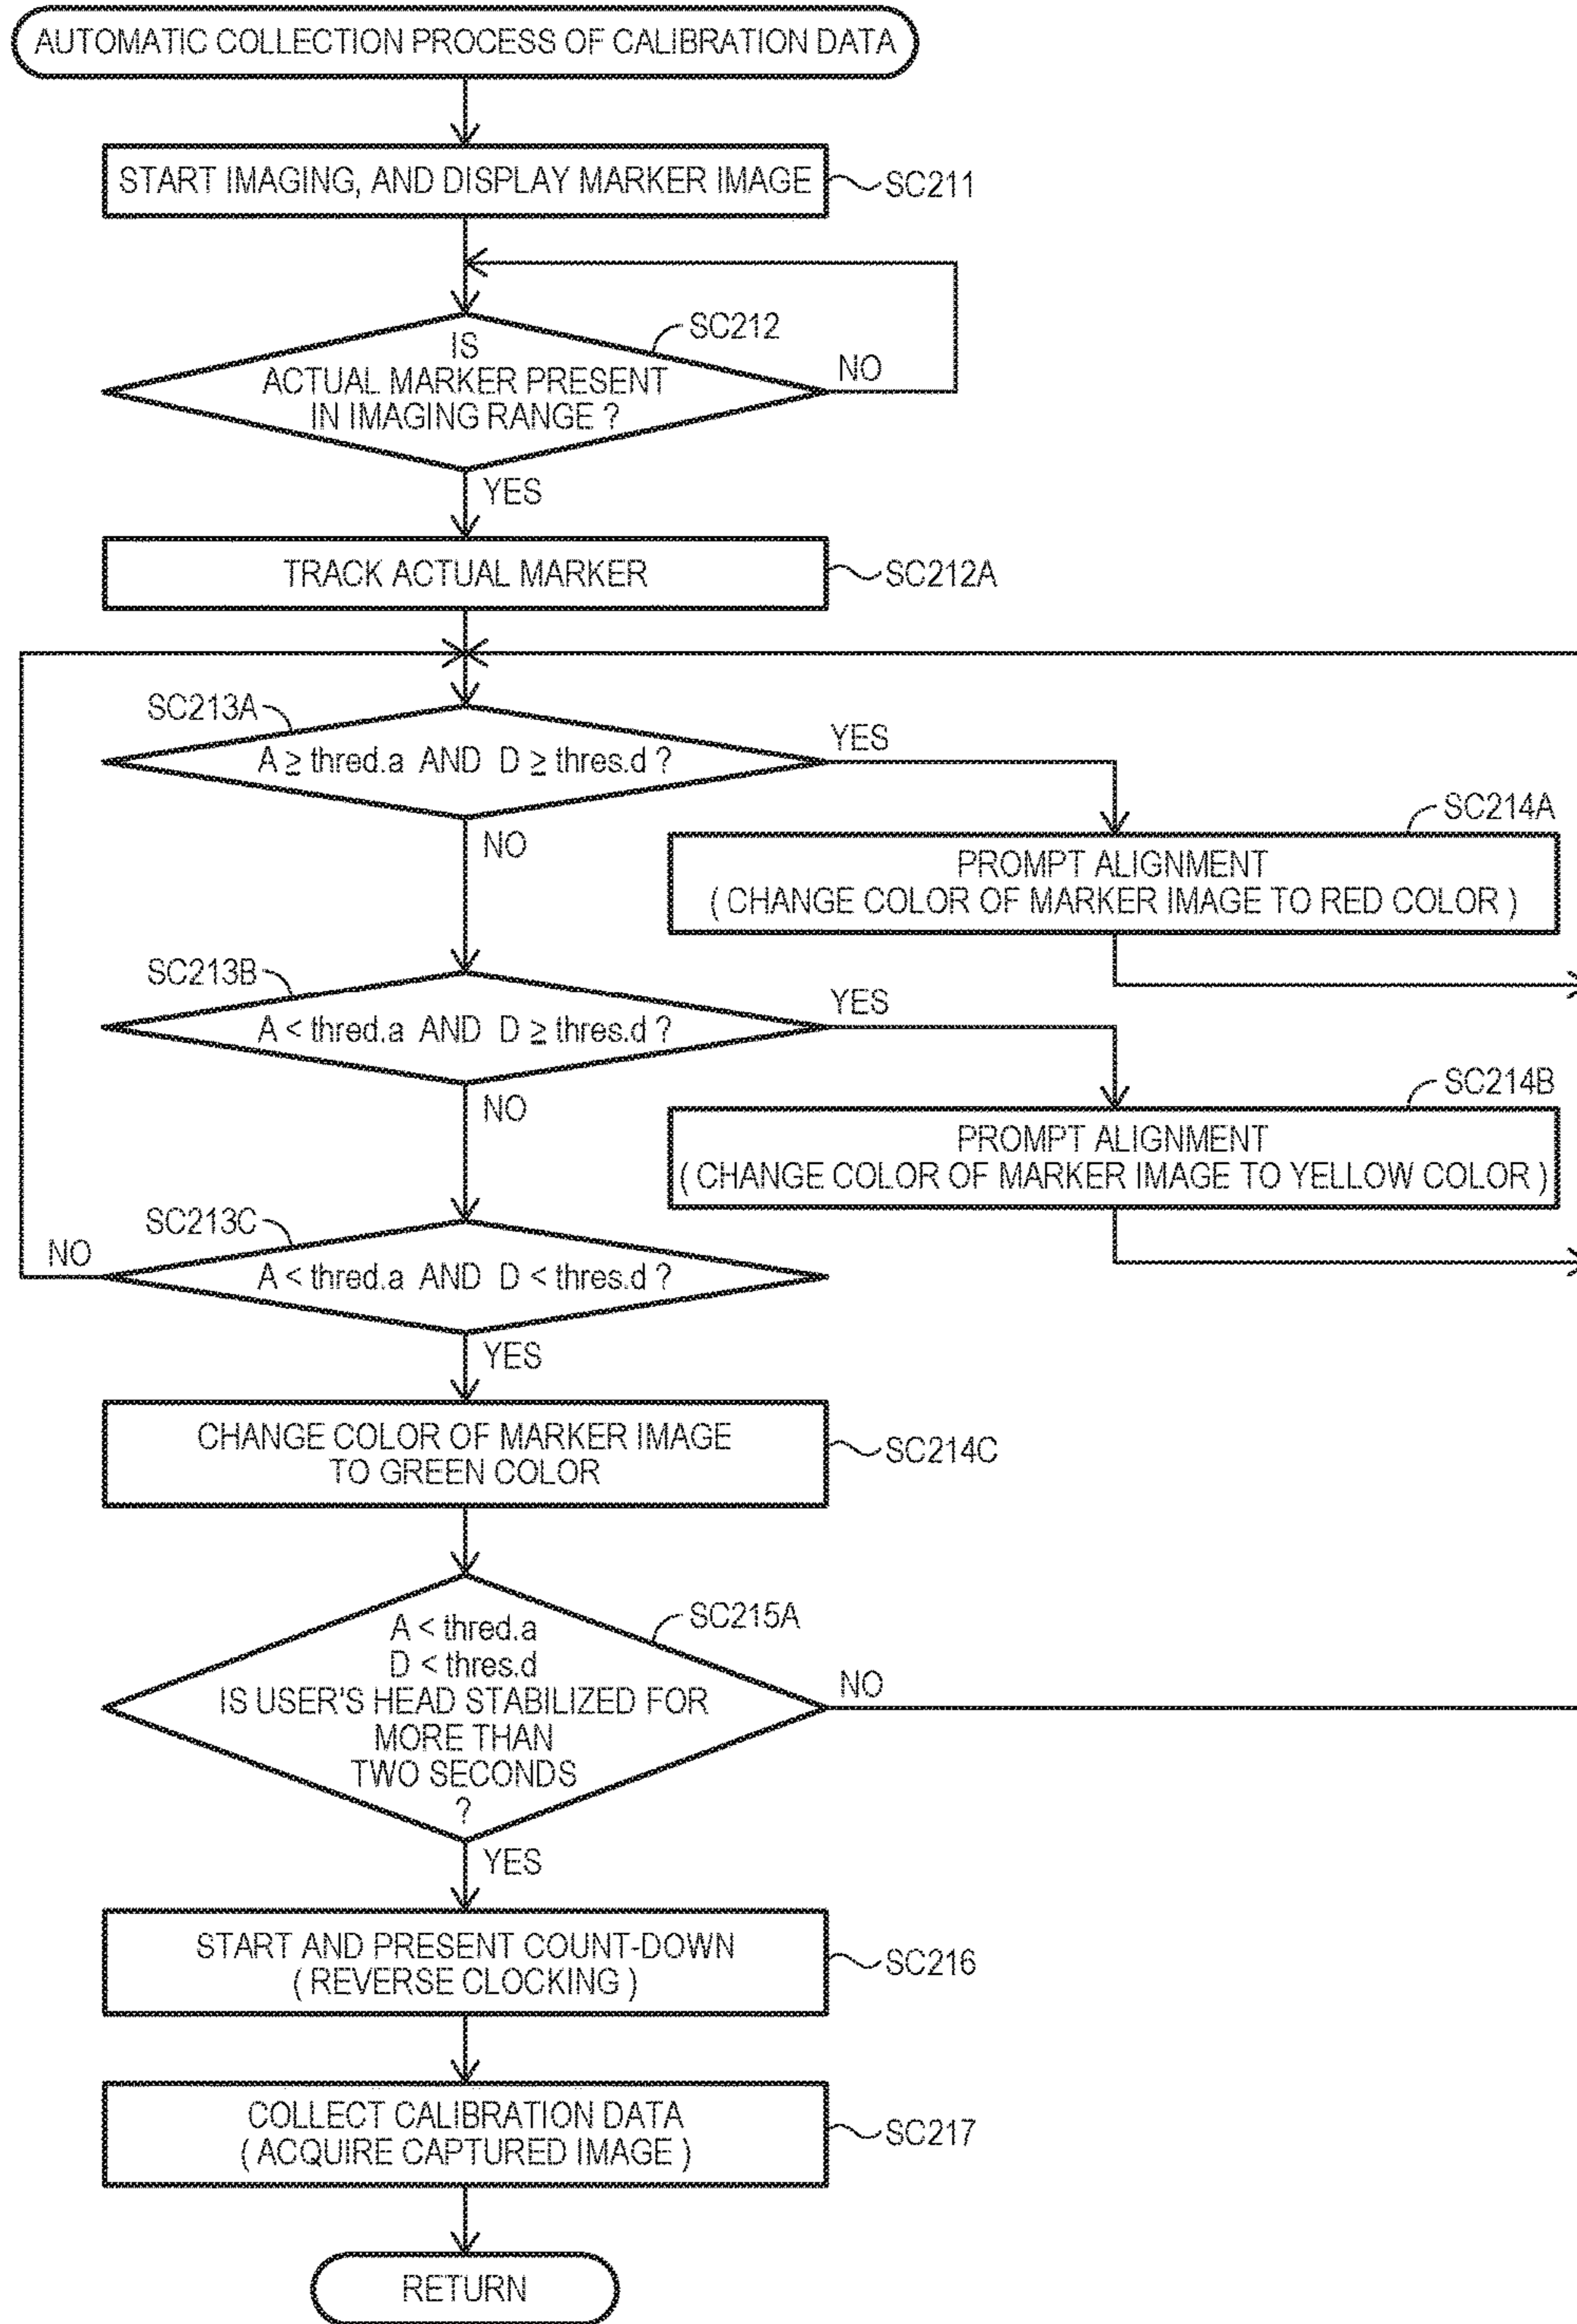 AUTOMATIC COLLECTION PROCESS OF CALIBRATION DATA
START IMAGING, AND DISPLAY MARKER IMAGE
SC211
SC212
IS
ACTUAL MARKER PRESENT
IN IMAGING RANGE ?
NO
YES
TRACK ACTUAL MARKER
SC212A
SC213A
A ≥ thred.a AND D ≥ thres.d ?
YES
NO
SC214A
PROMPT ALIGNMENT
( CHANGE COLOR OF MARKER IMAGE TO RED COLOR )
SC213B
A < thred.a AND D ≥ thres.d ?
YES
NO
SC214B
PROMPT ALIGNMENT
( CHANGE COLOR OF MARKER IMAGE TO YELLOW COLOR )
SC213C
NO
A < thred.a AND D < thres.d ?
YES
CHANGE COLOR OF MARKER IMAGE
TO GREEN COLOR
SC214C
SC215A
A < thred.a
D < thres.d
IS USER'S HEAD STABILIZED FOR
MORE THAN
TWO SECONDS
?
NO
YES
START AND PRESENT COUNT-DOWN
( REVERSE CLOCKING )
SC216
COLLECT CALIBRATION DATA
( ACQUIRE CAPTURED IMAGE )
SC217
RETURN